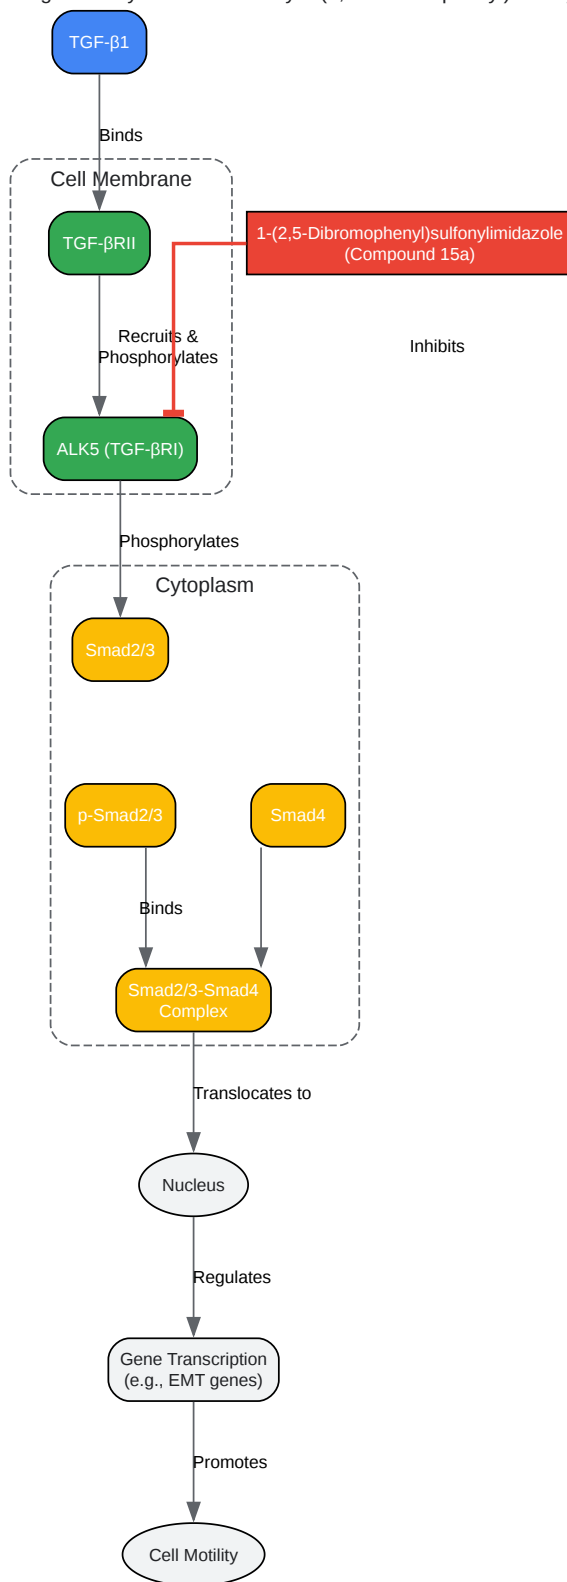 TGF-β1
Binds
Cell Membrane
TGF-βRII
1-(2,5-Dibromophenyl)sulfonylimidazole
(Compound 15a)
Recruits &
Phosphorylates
Inhibits
ALK5 (TGF-βRI)
Phosphorylates
Cytoplasm
Smad2/3
p-Smad2/3
Smad4
Binds
Smad2/3-Smad4
Complex
Translocates to
Nucleus
Regulates
Gene Transcription
(e.g., EMT genes)
Promotes
Cell Motility